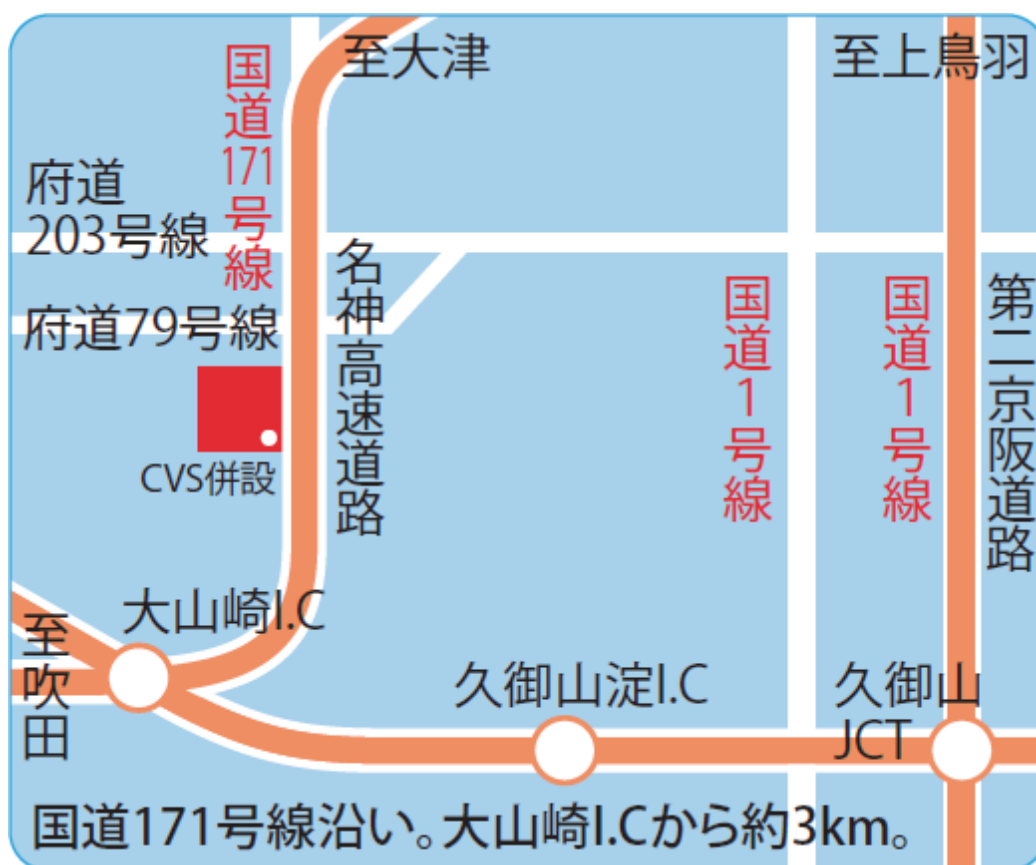 国道171号線
至大津
至上鳥羽
府道
203号線
名神高速道路
府道79号線
国道1号線
国道1号線
第二京阪道路
CVS併設
大山崎I.C
至吹田
久御山淀I.C
久御山
JCT
国道171号線沿い。大山崎I.Cから約3km。